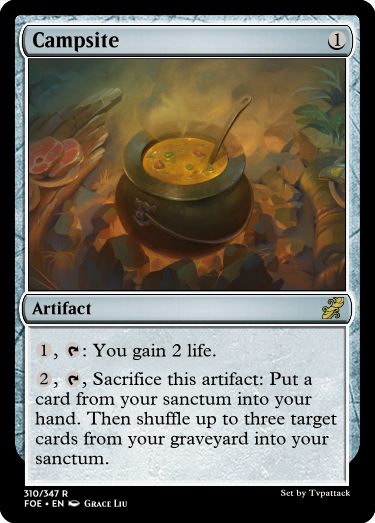 Campsite 1
Artifact
1, : You gain 2 life.
2, , Sacrifice this artifact: Put a
card from your sanctum into your
hand. Then shuffle up to three target
cards from your graveyard into your
sanctum.
310/347 R
FOE • EN Grace Liu
Set by Tvpattack